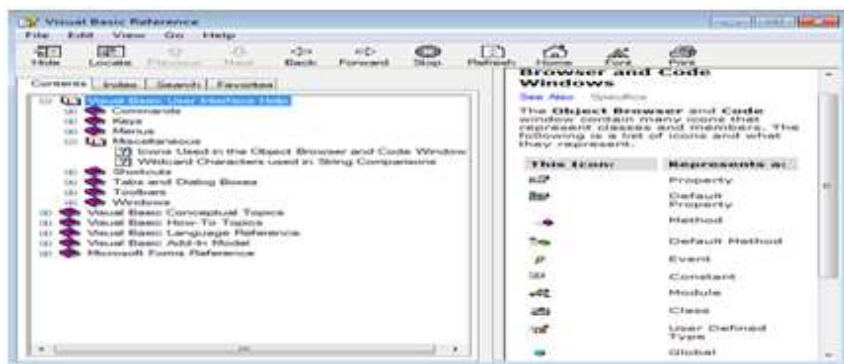 Visual Basic Reference
File Edit View Go Help
Hide Locate Previous Next Back Forward Stop Refresh Home Font Print
Contents Index Search Favorites
Visual Basic User Interface Help
Commands
Keys
Menus
Miscellaneous
Icons Used in the Object Browser and Code Window
Wildcard Characters used in String Comparisons
Shortcuts
Tabs and Dialog Boxes
Toolbars
Windows
Visual Basic Conceptual Topics
Visual Basic How-To Topics
Visual Basic Language Reference
Visual Basic Add-In Model
Microsoft Forms Reference
Browser and Code
Windows
See Also Specifics
The Object Browser and Code
window contain many icons that
represent classes and members. The
following is a list of icons and what
they represent.
This Icon: Represents a:
Property
Default
Property
Method
Default Method
Event
Constant
Module
Class
User Defined
Type
Global